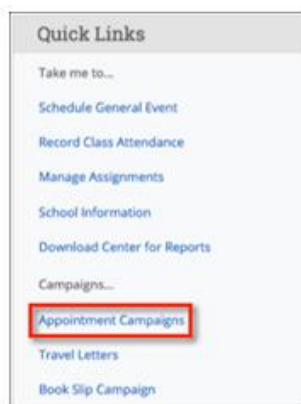 Quick Links
Take me to...
Schedule General Event
Record Class Attendance
Manage Assignments
School Information
Download Center for Reports
Campaigns...
Appointment Campaigns
Travel Letters
Book Slip Campaign